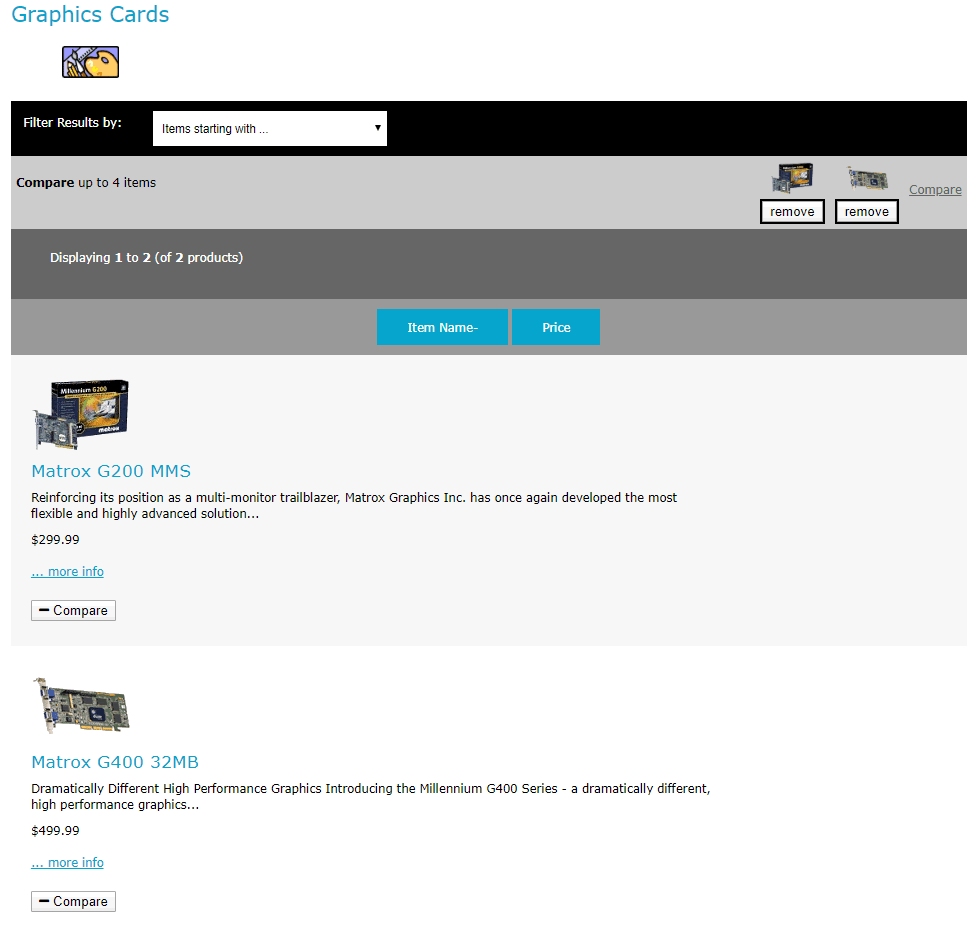 Graphics Cards
Filter Results by:
Items starting with ...
Compare up to 4 items
Compare
remove
remove
Displaying 1 to 2 (of 2 products)
Item Name-
Price
Millennium G200
matrox
Matrox G200 MMS
Reinforcing its position as a multi-monitor trailblazer, Matrox Graphics Inc. has once again developed the most
flexible and highly advanced solution...
$299.99
... more info
Compare
Matrox G400 32MB
Dramatically Different High Performance Graphics Introducing the Millennium G400 Series - a dramatically different,
high performance graphics...
$499.99
... more info
Compare